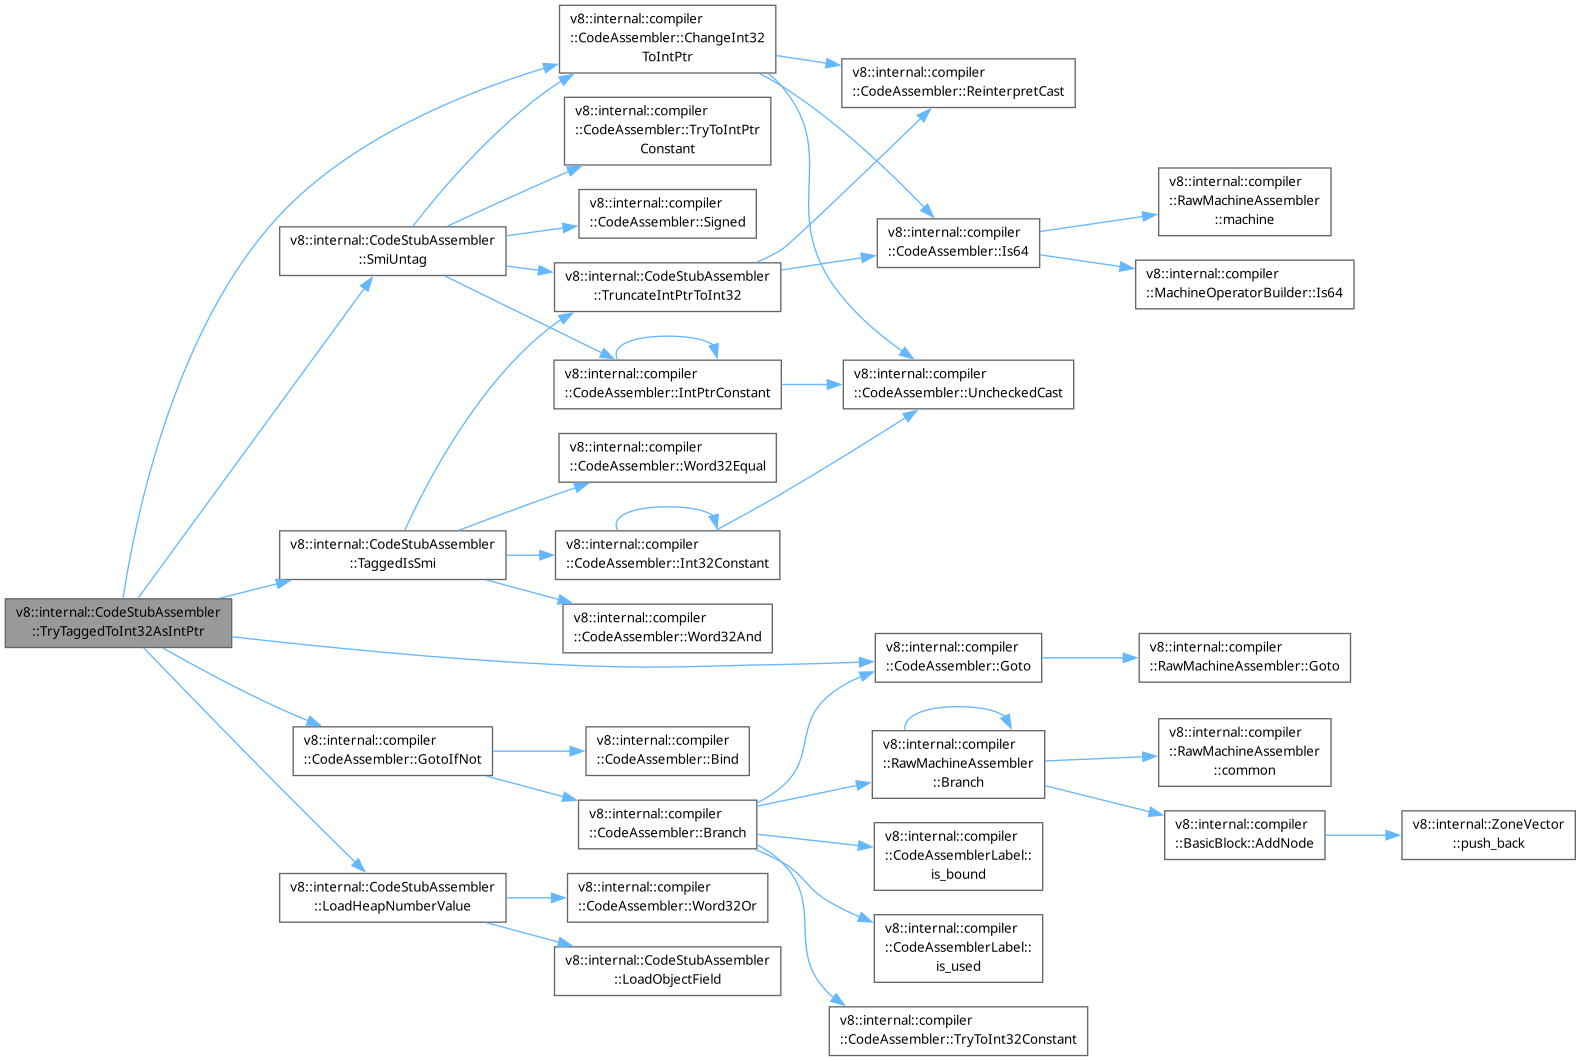 v8::internal::compiler
::CodeAssembler::ChangeInt32
ToIntPtr
v8::internal::compiler
::CodeAssembler::ReinterpretCast
v8::internal::compiler
::CodeAssembler::TryToIntPtr
Constant
v8::internal::compiler
::RawMachineAssembler
::machine
v8::internal::compiler
::CodeAssembler::Signed
v8::internal::CodeStubAssembler
::SmiUntag
v8::internal::compiler
::CodeAssembler::Is64
v8::internal::CodeStubAssembler
::TruncateIntPtrToInt32
v8::internal::compiler
::MachineOperatorBuilder::Is64
v8::internal::compiler
::CodeAssembler::IntPtrConstant
v8::internal::compiler
::CodeAssembler::UncheckedCast
v8::internal::compiler
::CodeAssembler::Word32Equal
v8::internal::CodeStubAssembler
::TaggedIsSmi
v8::internal::compiler
::CodeAssembler::Int32Constant
v8::internal::CodeStubAssembler
::TryTaggedToInt32AsIntPtr
v8::internal::compiler
::CodeAssembler::Word32And
v8::internal::compiler
::CodeAssembler::Goto
v8::internal::compiler
::RawMachineAssembler::Goto
v8::internal::compiler
::CodeAssembler::GotoIfNot
v8::internal::compiler
::CodeAssembler::Bind
v8::internal::compiler
::RawMachineAssembler
::Branch
v8::internal::compiler
::RawMachineAssembler
::common
v8::internal::compiler
::CodeAssembler::Branch
v8::internal::compiler
::CodeAssemblerLabel::
is_bound
v8::internal::compiler
::BasicBlock::AddNode
v8::internal::ZoneVector
::push_back
v8::internal::CodeStubAssembler
::LoadHeapNumberValue
v8::internal::compiler
::CodeAssembler::Word32Or
v8::internal::compiler
::CodeAssemblerLabel::
is_used
v8::internal::CodeStubAssembler
::LoadObjectField
v8::internal::compiler
::CodeAssembler::TryToInt32Constant